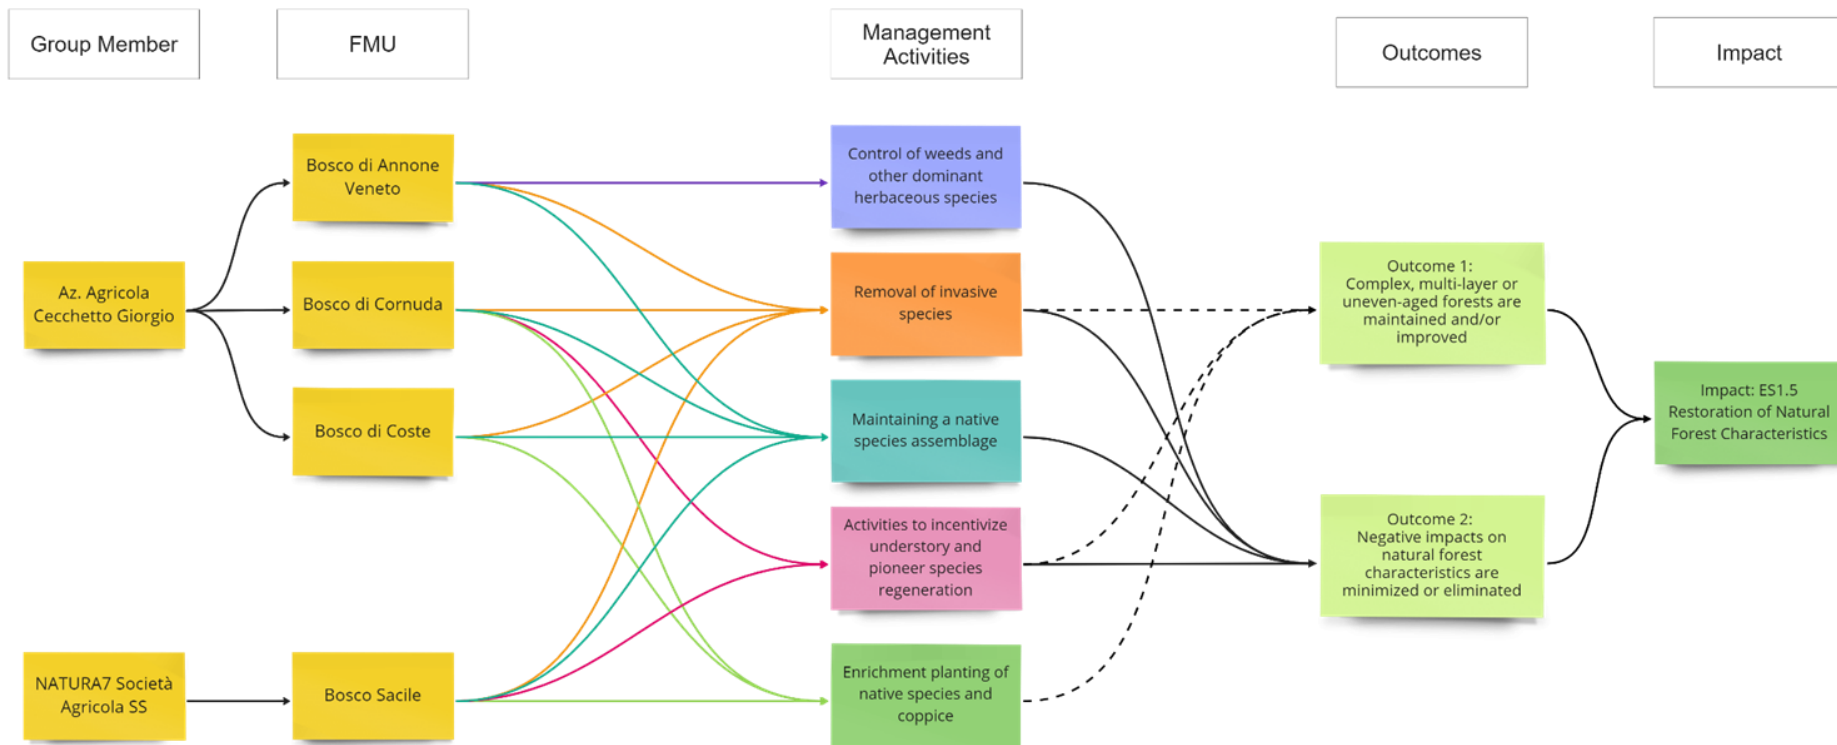 Group Member
FMU
Management
Activities
Outcomes
Impact
Az. Agricola
Cecchetto Giorgio
NATURA7 Società
Agricola SS
Bosco di Annone
Veneto
Bosco di Cornuda
Bosco di Coste
Bosco Sacile
Control of weeds and
other dominant
herbaceous species
Removal of invasive
species
Maintaining a native
species assemblage
Activities to incentivize
understory and
pioneer species
regeneration
Enrichment planting of
native species and
coppice
Outcome 1:
Complex, multi-layer or
uneven-aged forests are
maintained and/or
improved
Outcome 2:
Negative impacts on
natural forest
characteristics are
minimized or eliminated
Impact: ES1.5
Restoration of Natural
Forest Characteristics